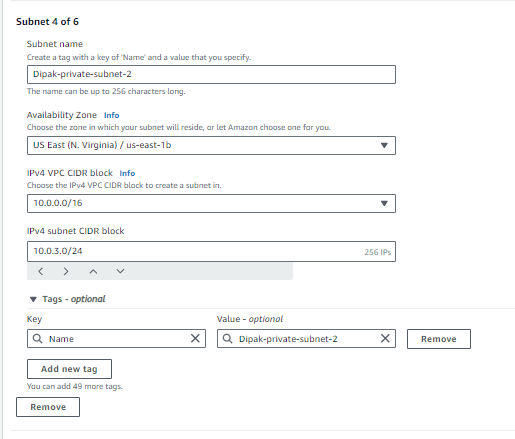 Subnet 4 of 6
Subnet name
Create a tag with a key of 'Name' and a value that you specify.
Dipak-private-subnet-2
The name can be up to 256 characters long.
Availability Zone Info
Choose the zone in which your subnet will reside, or let Amazon choose one for you.
US East (N. Virginia) / us-east-1b
IPv4 VPC CIDR block Info
Choose the IPv4 VPC CIDR block to create a subnet in.
10.0.0.0/16
IPv4 subnet CIDR block
10.0.3.0/24 256 IPs
Tags - optional
Key Value - optional
Name Dipak-private-subnet-2 Remove
Add new tag
You can add 49 more tags.
Remove